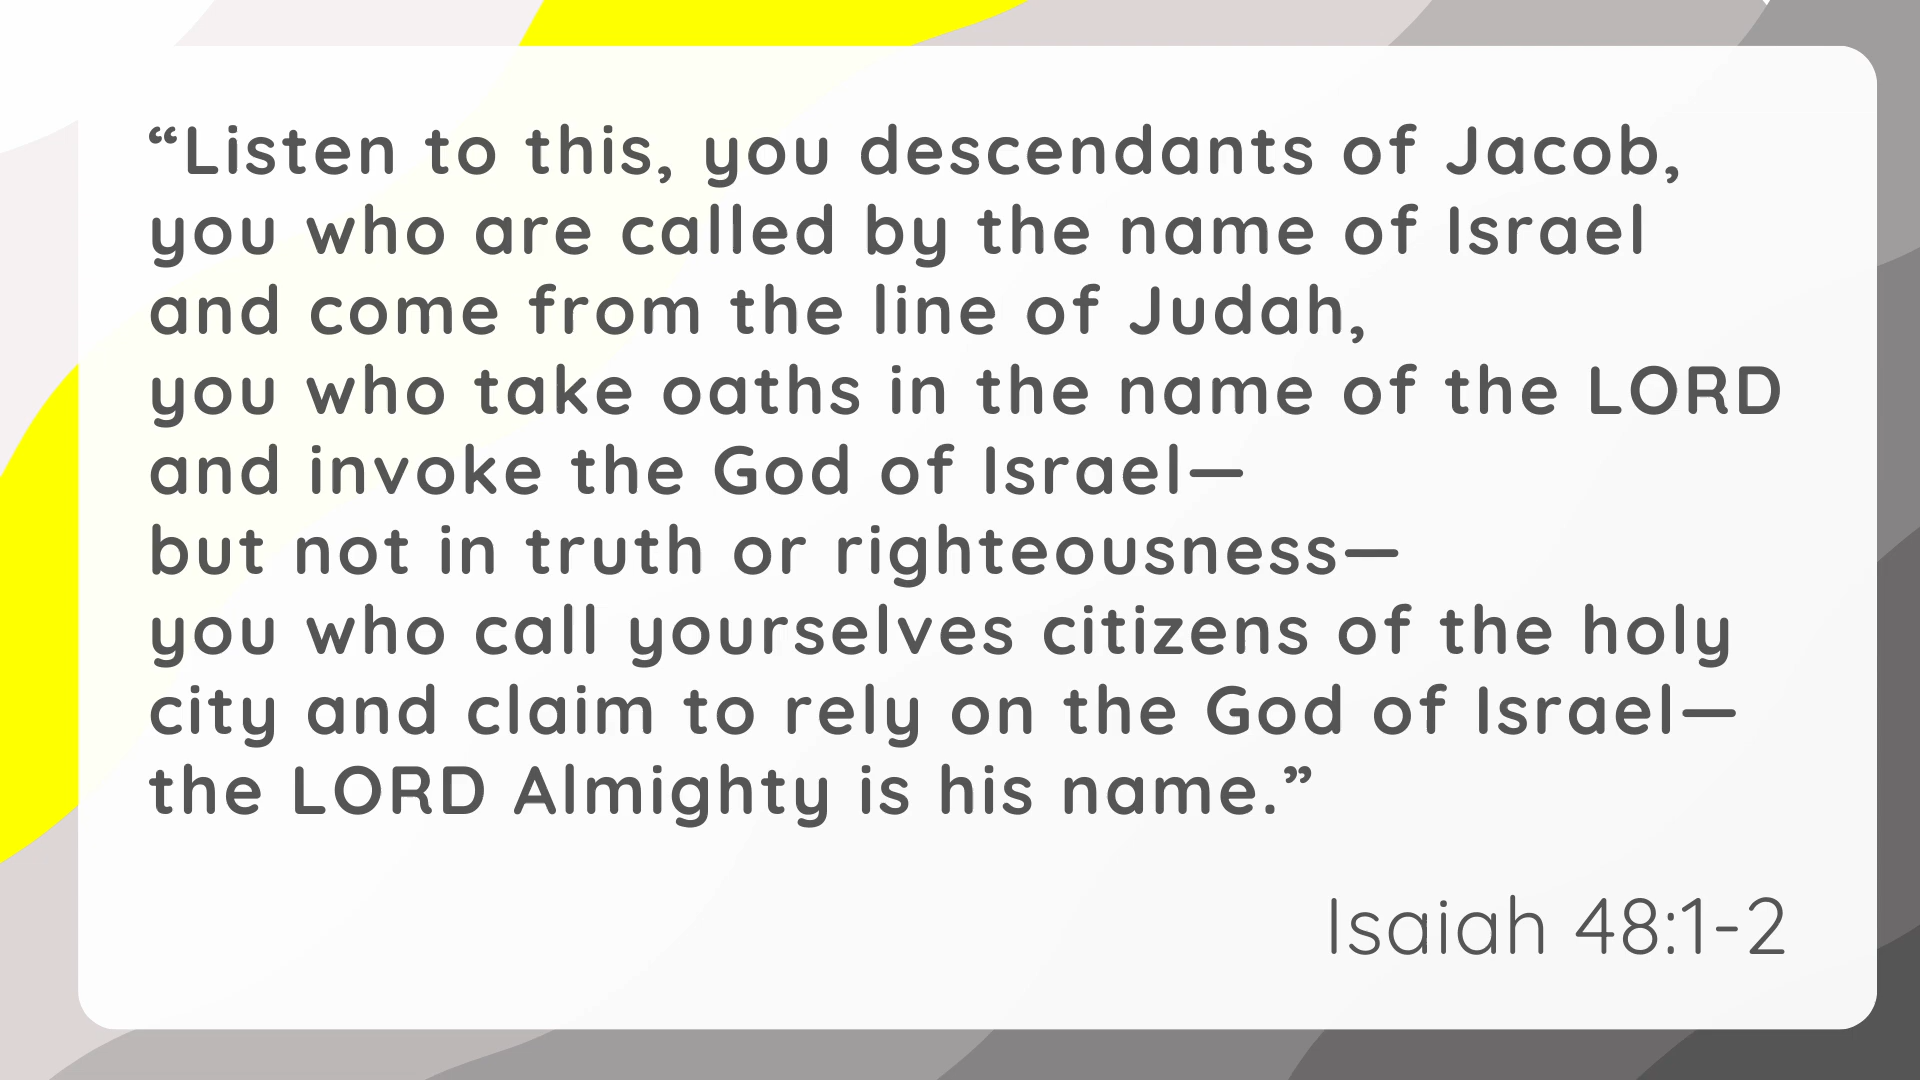 “Listen to this, you descendants of Jacob,
you who are called by the name of Israel
and come from the line of Judah,
you who take oaths in the name of the LORD
and invoke the God of Israel—
but not in truth or righteousness—
you who call yourselves citizens of the holy
city and claim to rely on the God of Israel—
the LORD Almighty is his name.”
Isaiah 48:1-2